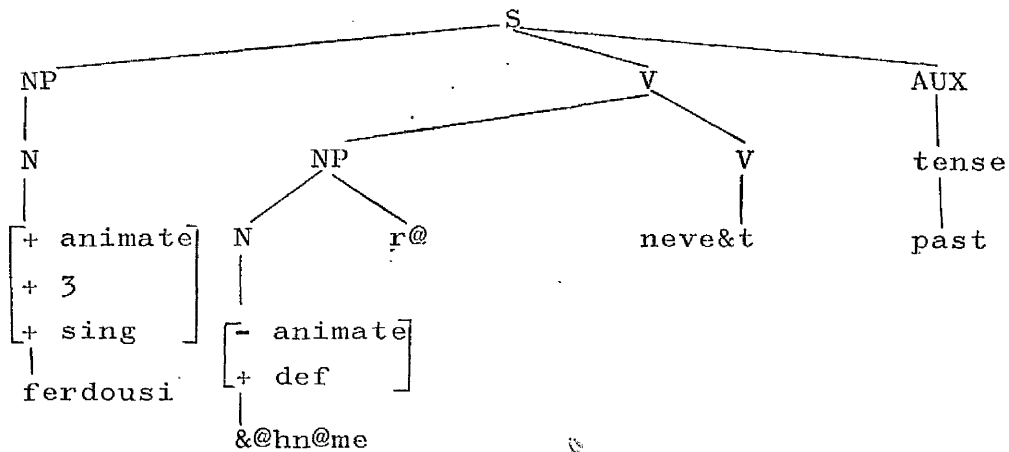 S
NP V AUX
N NP V tense
+ animate N r@ neve&t past
+ 3
+ sing - animate
ferdousi + def
&@hn@me